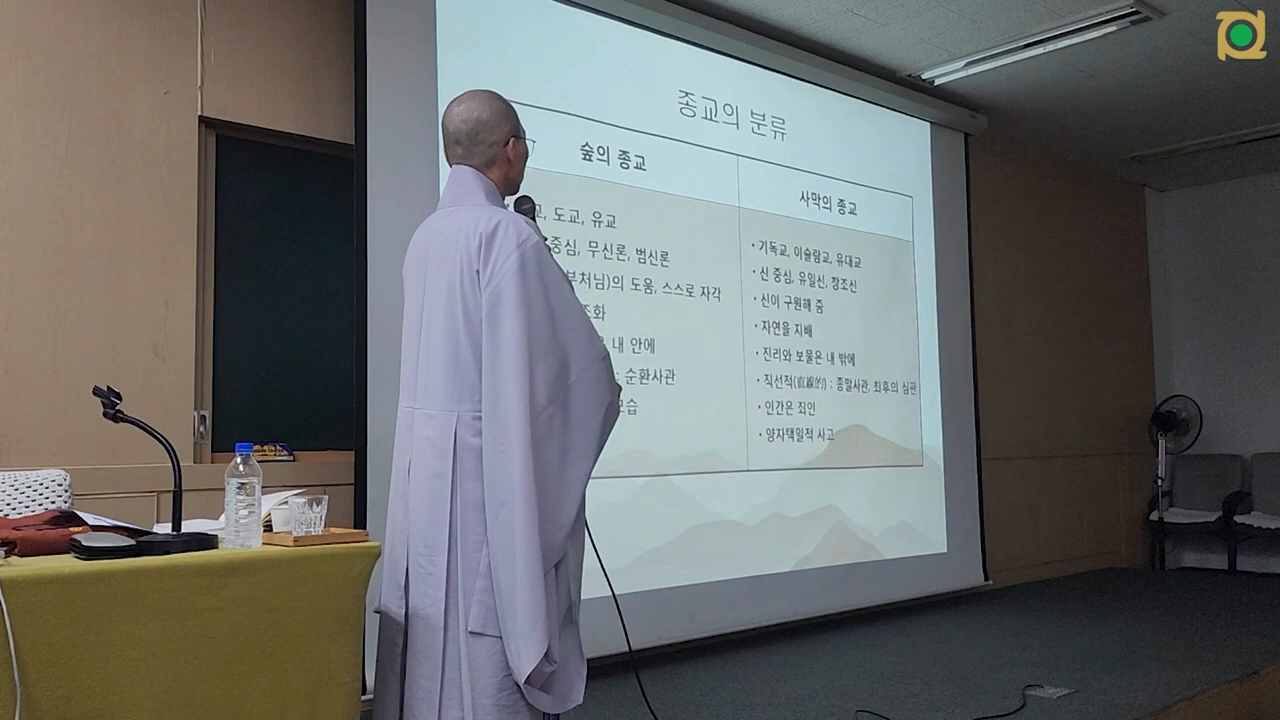 종교의 분류
숲의 종교
교, 도교, 유교
중심, 무신론, 범신론
부처님)의 도움, 스스로 자각
조화
내 안에
: 순환사관
모습
사막의 종교
• 기독교, 이슬람교, 유대교
• 신 중심, 유일신, 창조신
• 신이 구원해 줌
• 자연을 지배
• 진리와 보물은 내 밖에
• 직선적(直線的) : 종말사관, 최후의 심판
• 인간은 죄인
• 양자택일적 사고